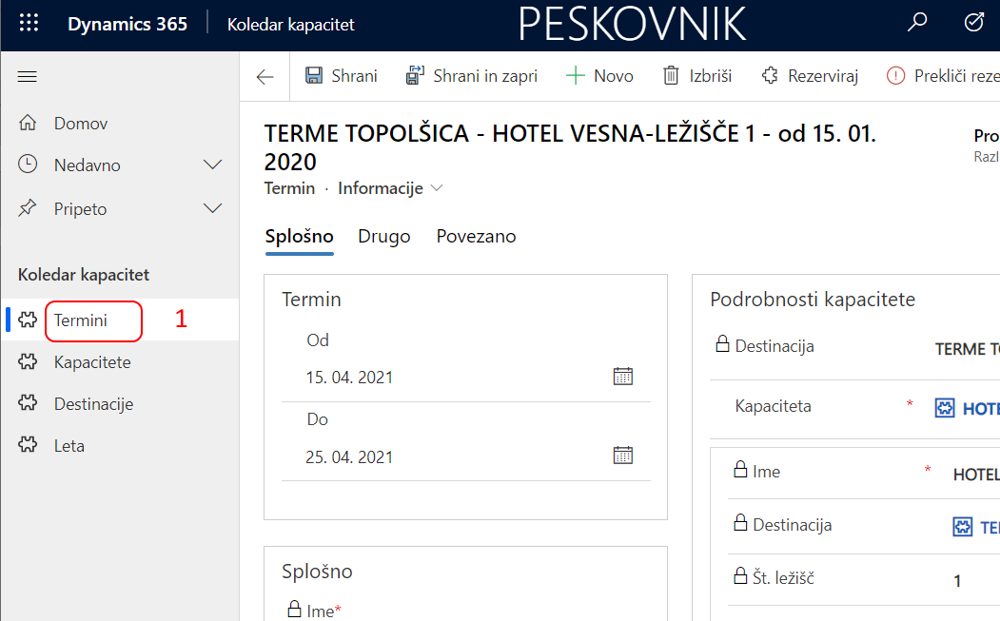 Dynamics 365 Koledar kapacitet PESKOVNIK
Shrani Shrani in zapri Novo Izbriši Rezerviraj Prekliči reze
Domov
Nedavno
Pripeto
Koledar kapacitet
Termini 1
Kapacitete
Destinacije
Leta
TERME TOPOLŠICA - HOTEL VESNA-LEŽIŠČE 1 - od 15. 01.
2020
Termin · Informacije
Pro
Razl
Splošno Drugo Povezano
Termin
Od
15. 04. 2021
Do
25. 04. 2021
Splošno
Ime*
Podrobnosti kapacitete
Destinacija TERME TO
Kapaciteta * HOTE
Ime * HOTEL
Destinacija TE
Št. ležišč 1